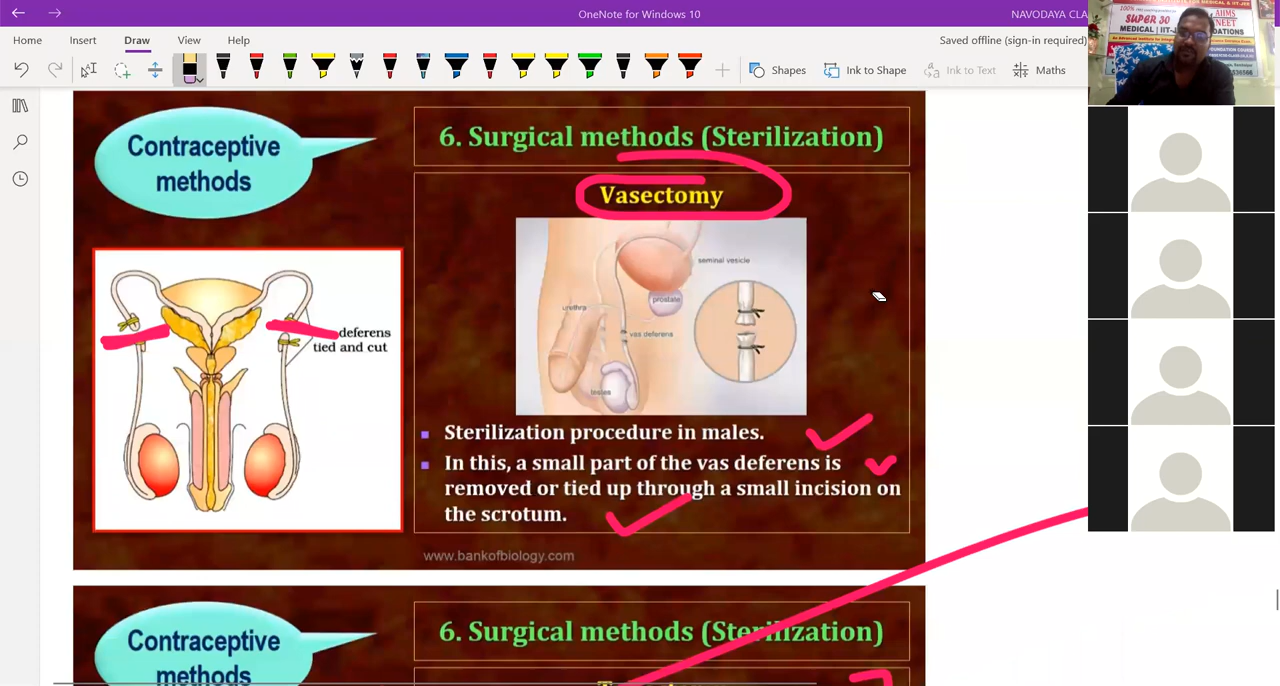 OneNote for Windows 10
NAVODAYA CLA
Home Insert Draw View Help
Saved offline (sign-in required)
Shapes Ink to Shape Ink to Text Maths
100%
SUPER 30
MEDICAL | IIT-JEE
AIIMS
NEET
Contraceptive
methods
6. Surgical methods (Sterilization)
Vasectomy
seminal vesicle
prostate
urethra
vas deferens
testes
deferens
tied and cut
Sterilization procedure in males.
In this, a small part of the vas deferens is
removed or tied up through a small incision on
the scrotum.
www.bankofbiology.com
Contraceptive
methods
6. Surgical methods (Sterilization)